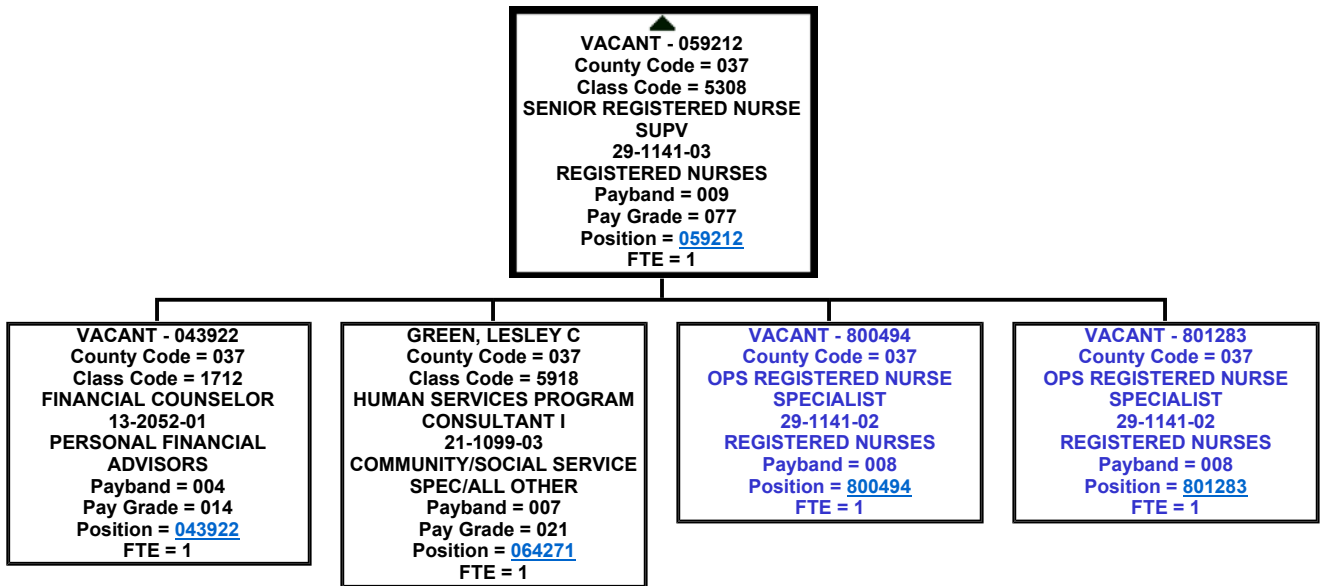 VACANT - 059212
County Code = 037
Class Code = 5308
SENIOR REGISTERED NURSE
SUPV
29-1141-03
REGISTERED NURSES
Payband = 009
Pay Grade = 077
Position = 059212
FTE = 1
VACANT - 043922
County Code = 037
Class Code = 1712
FINANCIAL COUNSELOR
13-2052-01
PERSONAL FINANCIAL
ADVISORS
Payband = 004
Pay Grade = 014
Position = 043922
FTE = 1
GREEN, LESLEY C
County Code = 037
Class Code = 5918
HUMAN SERVICES PROGRAM
CONSULTANT I
21-1099-03
COMMUNITY/SOCIAL SERVICE
SPEC/ALL OTHER
Payband = 007
Pay Grade = 021
Position = 064271
FTE = 1
VACANT - 800494
County Code = 037
OPS REGISTERED NURSE
SPECIALIST
29-1141-02
REGISTERED NURSES
Payband = 008
Position = 800494
FTE = 1
VACANT - 801283
County Code = 037
OPS REGISTERED NURSE
SPECIALIST
29-1141-02
REGISTERED NURSES
Payband = 008
Position = 801283
FTE = 1